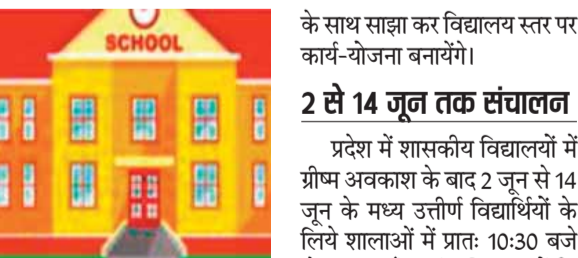 SCHOOL
के साथ साझा कर विद्यालय स्तर पर
कार्य-योजना बनायेंगे।
2 से 14 जून तक संचालन
प्रदेश में शासकीय विद्यालयों में
ग्रीष्म अवकाश के बाद 2 जून से 14
जून के मध्य उत्तीर्ण विद्यार्थियों के
लिये शालाओं में प्रातः 10:30 बजे